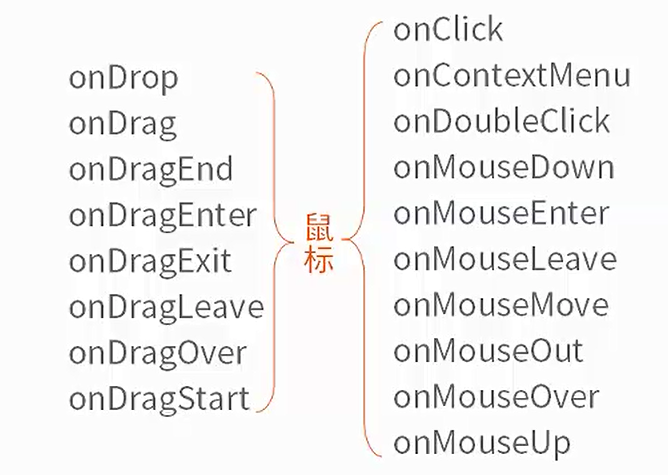 onDrop
onDrag
onDragEnd
onDragEnter
onDragExit
onDragLeave
onDragOver
onDragStart
鼠
标
onClick
onContextMenu
onDoubleClick
onMouseDown
onMouseEnter
onMouseLeave
onMouseMove
onMouseOut
onMouseOver
onMouseUp